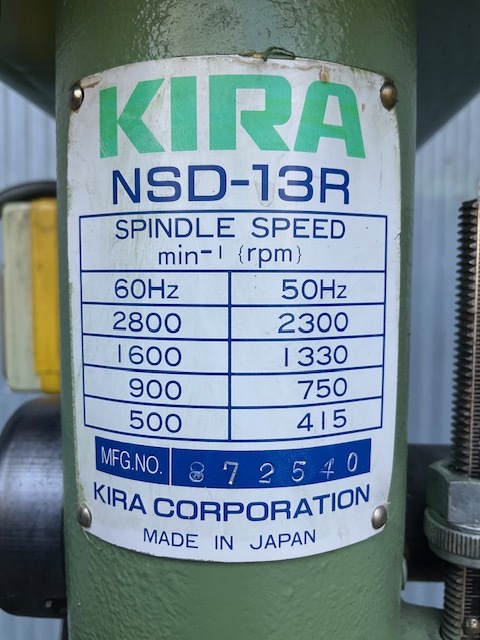 KIRA
NSD-13R
SPINDLE SPEED
min-1 {rpm}
60Hz 50Hz
2800 2300
1600 1330
900 750
500 415
MFG.NO. 872540
KIRA CORPORATION
MADE IN JAPAN